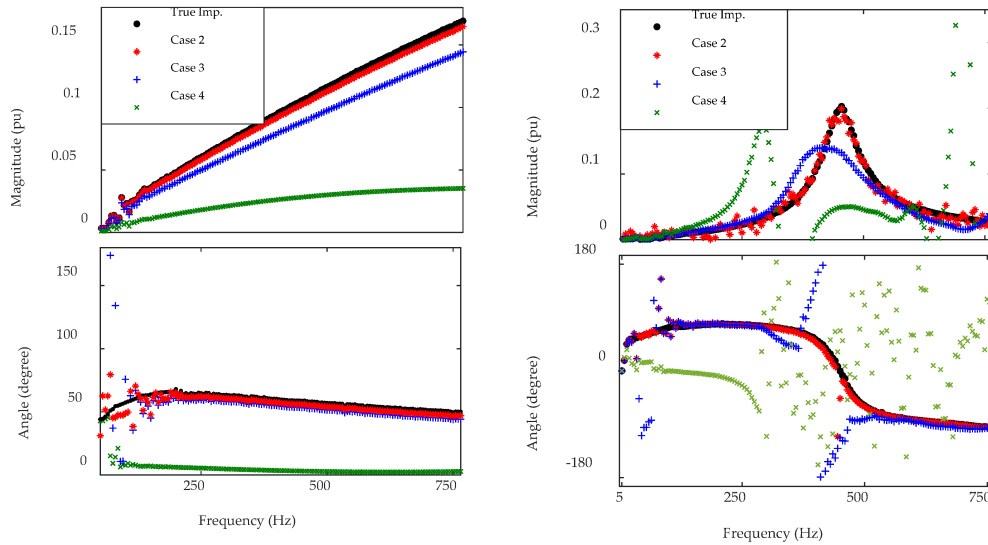 0.15
0.1
0.05
0
Magnitude (pu)
True Imp.
Case 2
Case 3
Case 4
150
100
50
0
Angle (degree)
250
500
750
Frequency (Hz)
0.3
0.2
0.1
0
Magnitude (pu)
True Imp.
Case 2
Case 3
Case 4
180
0
-180
Angle (degree)
5
250
500
750
Frequency (Hz)